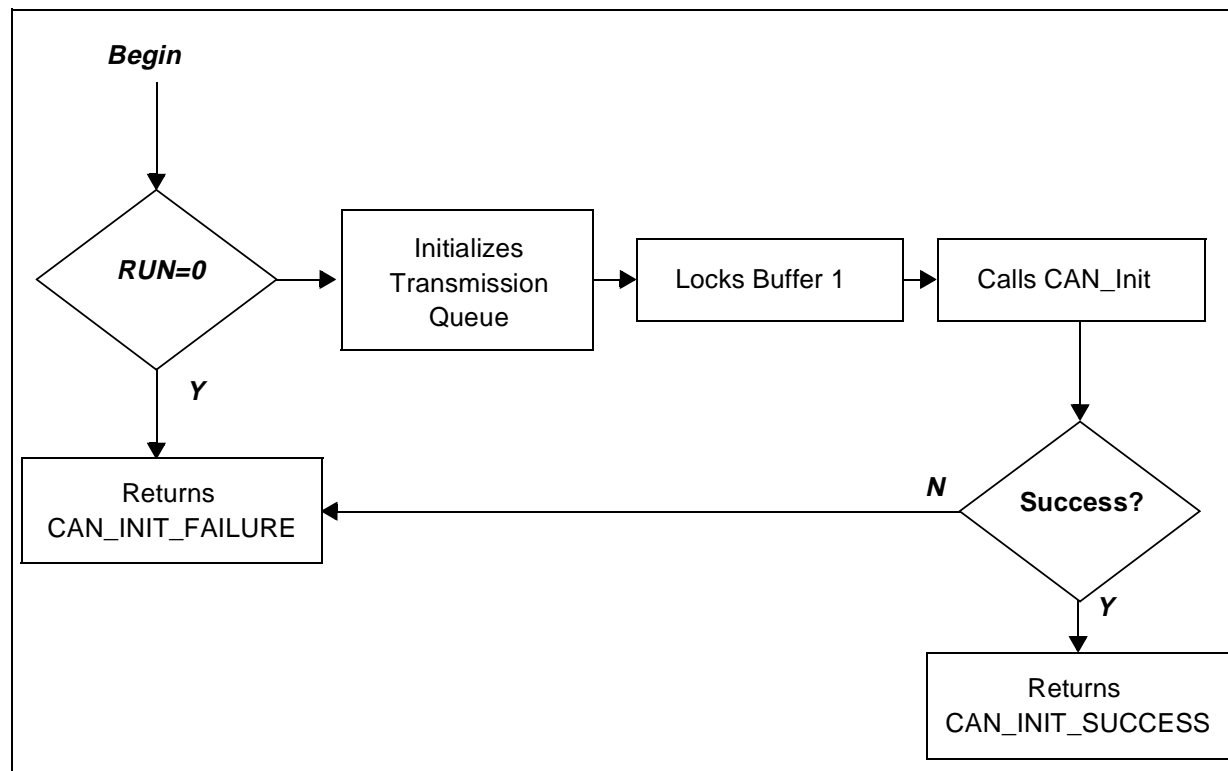 Begin
RUN=0
Initializes
Transmission
Queue
Locks Buffer 1
Calls CAN_Init
Y
Returns
CAN_INIT_FAILURE
N
Success?
Y
Returns
CAN_INIT_SUCCESS